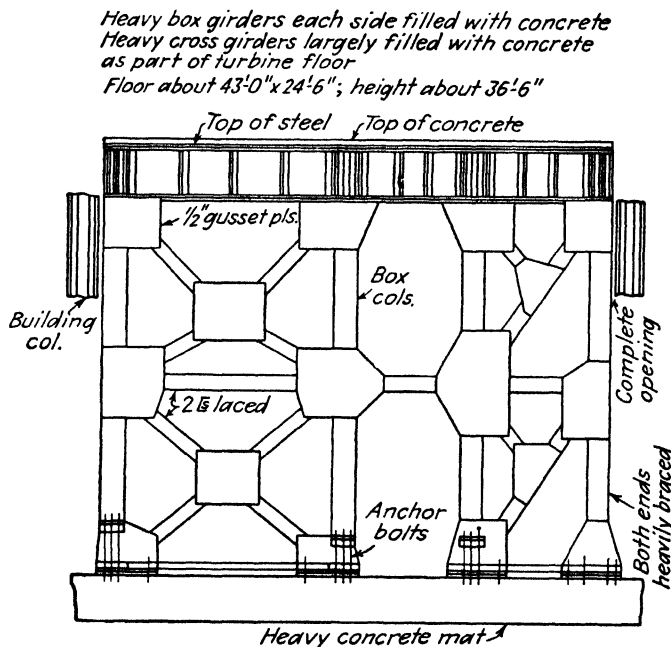 Heavy box girders each side filled with concrete
Heavy cross girders largely filled with concrete
as part of turbine floor
Floor about 43'-0"x24'-6"; height about 36'-6"
Top of steel
Top of concrete
1/2" gusset pls.
Box
cols.
Building
col.
Complete
opening
2 [s laced
Anchor
bolts
Both ends
heavily braced
Heavy concrete mat